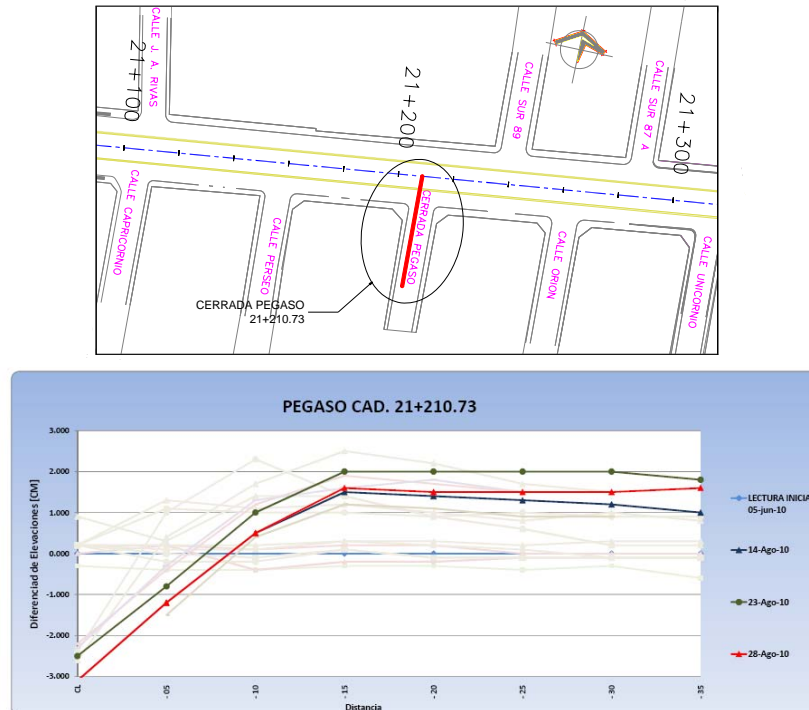 CALLE J. A. RIVAS
21+100
21+200
CALLE SUR 89
CALLE SUR 87 A
21+300
CALLE CAPRICORNIO
CALLE PERSEO
CERRADA PEGASO
CALLE ORION
CALLE UNICORNIO
CERRADA PEGASO
21+210.73
PEGASO CAD. 21+210.73
Diferenciad de Elevaciones [CM]
3.000
2.000
1.000
0.000
-1.000
-2.000
-3.000
CL
- 05
- 10
- 15
- 20
- 25
- 30
- 35
Distancia
LECTURA INICIA
05-jun-10
14-Ago-10
23-Ago-10
28-Ago-10